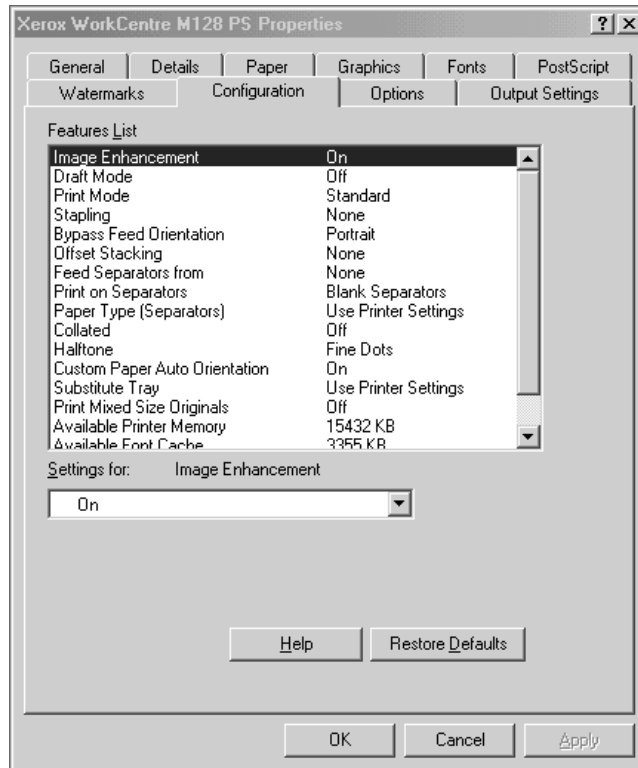 Xerox WorkCentre M128 PS Properties
General Details Paper Graphics Fonts PostScript
Watermarks Configuration Options Output Settings
Features List
Image Enhancement On
Draft Mode Off
Print Mode Standard
Stapling None
Bypass Feed Orientation Portrait
Offset Stacking None
Feed Separators from None
Print on Separators Blank Separators
Paper Type (Separators) Use Printer Settings
Collated Off
Halftone Fine Dots
Custom Paper Auto Orientation On
Substitute Tray Use Printer Settings
Print Mixed Size Originals Off
Available Printer Memory 15432 KB
Available Font Cache 3355 KB
Settings for: Image Enhancement
On
Help Restore Defaults
OK Cancel Apply